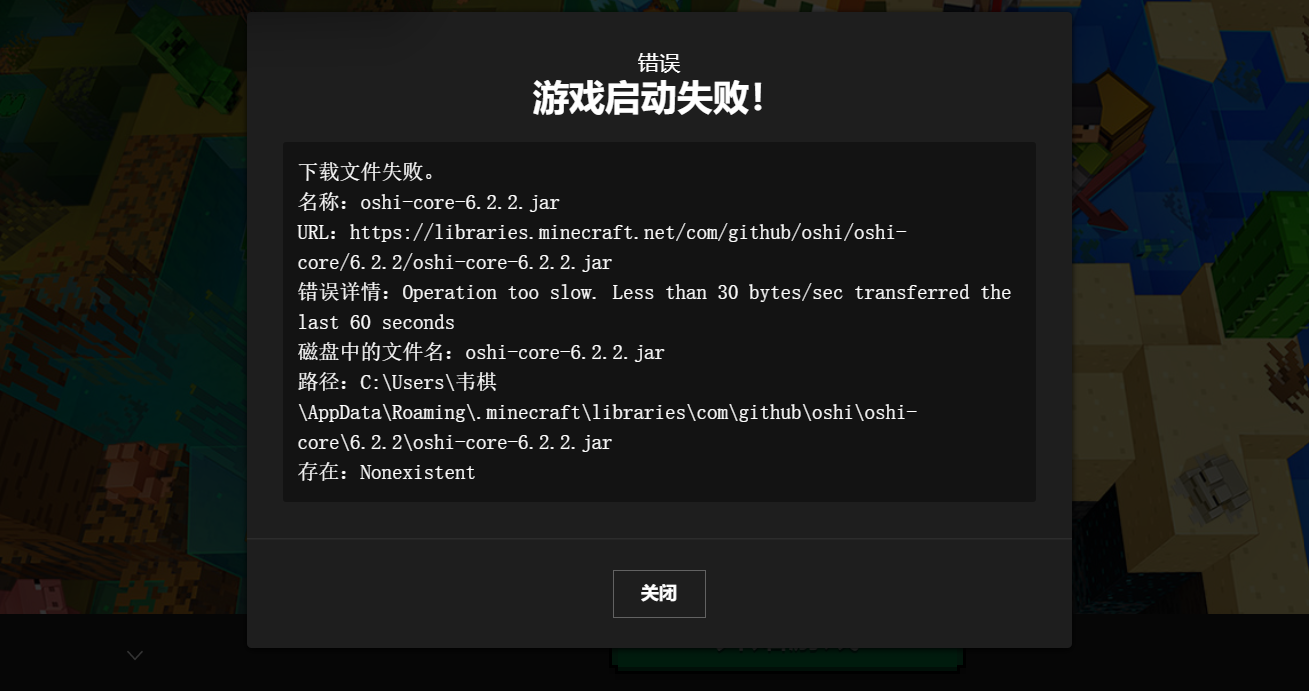 错误
游戏启动失败！
下载文件失败。
名称：oshi-core-6.2.2.jar
URL：https://libraries.minecraft.net/com/github/oshi/oshi-
core/6.2.2/oshi-core-6.2.2.jar
错误详情：Operation too slow. Less than 30 bytes/sec transferred the
last 60 seconds
磁盘中的文件名：oshi-core-6.2.2.jar
路径：C:\Users\韦棋
\AppData\Roaming\.minecraft\libraries\com\github\oshi\oshi-
core\6.2.2\oshi-core-6.2.2.jar
存在：Nonexistent
关闭